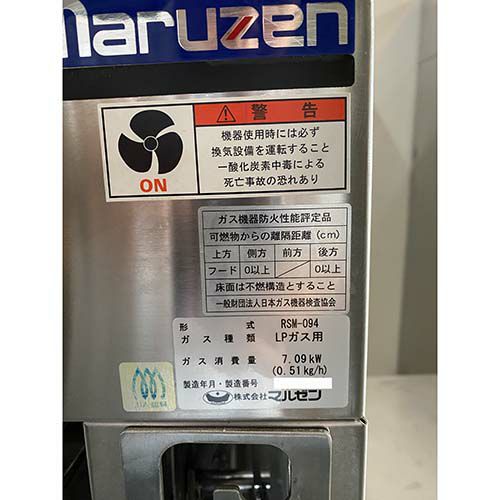 maruzen
警告
機器使用時には必ず
換気設備を運転すること
一酸化炭素中毒による
死亡事故の恐れあり
ON
ガス機器防火性能評定品
可燃物からの離隔距離(cm)
上方 側方 前方 後方
フード 0以上 0以上
床面は不燃構造とすること
一般財団法人日本ガス機器検査協会
形式 RSM-094
ガス種類 LPガス用
ガス消費量 7.09kW
(0.51kg/h)
製造年月・製造番号
株式会社マルゼン